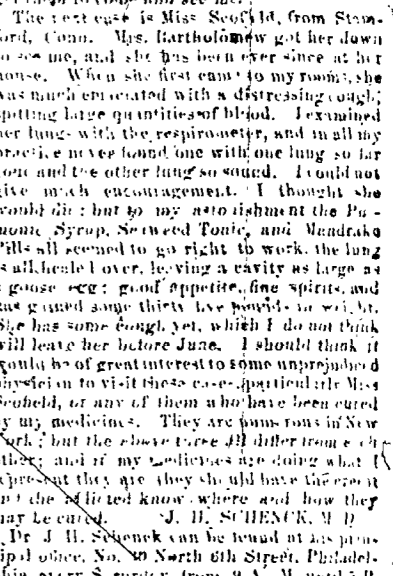 The next case is Miss Scofield, from Stam-
ford, Conn. Mrs. Bartholomew got her down
to see me, and she has been ever since at her
house. When she first came to my rooms, she
was much emaciated with a distressing cough;
spitting large quantities of blood. I examined
her lungs with the respirometer, and in all my
practice never found one with one lung so far
gone and the other lung so sound. I could not
give much encouragement. I thought she
would die; but to my astonishment the Pu-
monic Syrup, Seaweed Tonic, and Mandrake
Pills all seemed to go right to work. the lung
is all healed over, leaving a cavity as large as
a goose egg; good appetite, fine spirits, and
has gained some thirty five pounds in weight.
She has some cough yet, which I do not think
will leave her before June. I should think it
would be of great interest to some unprejudiced
physician to visit these cases, particularly Miss
Scofield, or any of them who have been cured
by my medicines. They are numerous in New
York; but the above three all differ from each
other; and if my medicines are doing what I
represent they are they should have the credit
and the afflicted know where and how they
may be cured. J. H. SCHENCK, M D
Dr J. H. Schenck can be found at his prin-
cipal office, No. North 6th Street, Philadel-
from 9 A. M. until